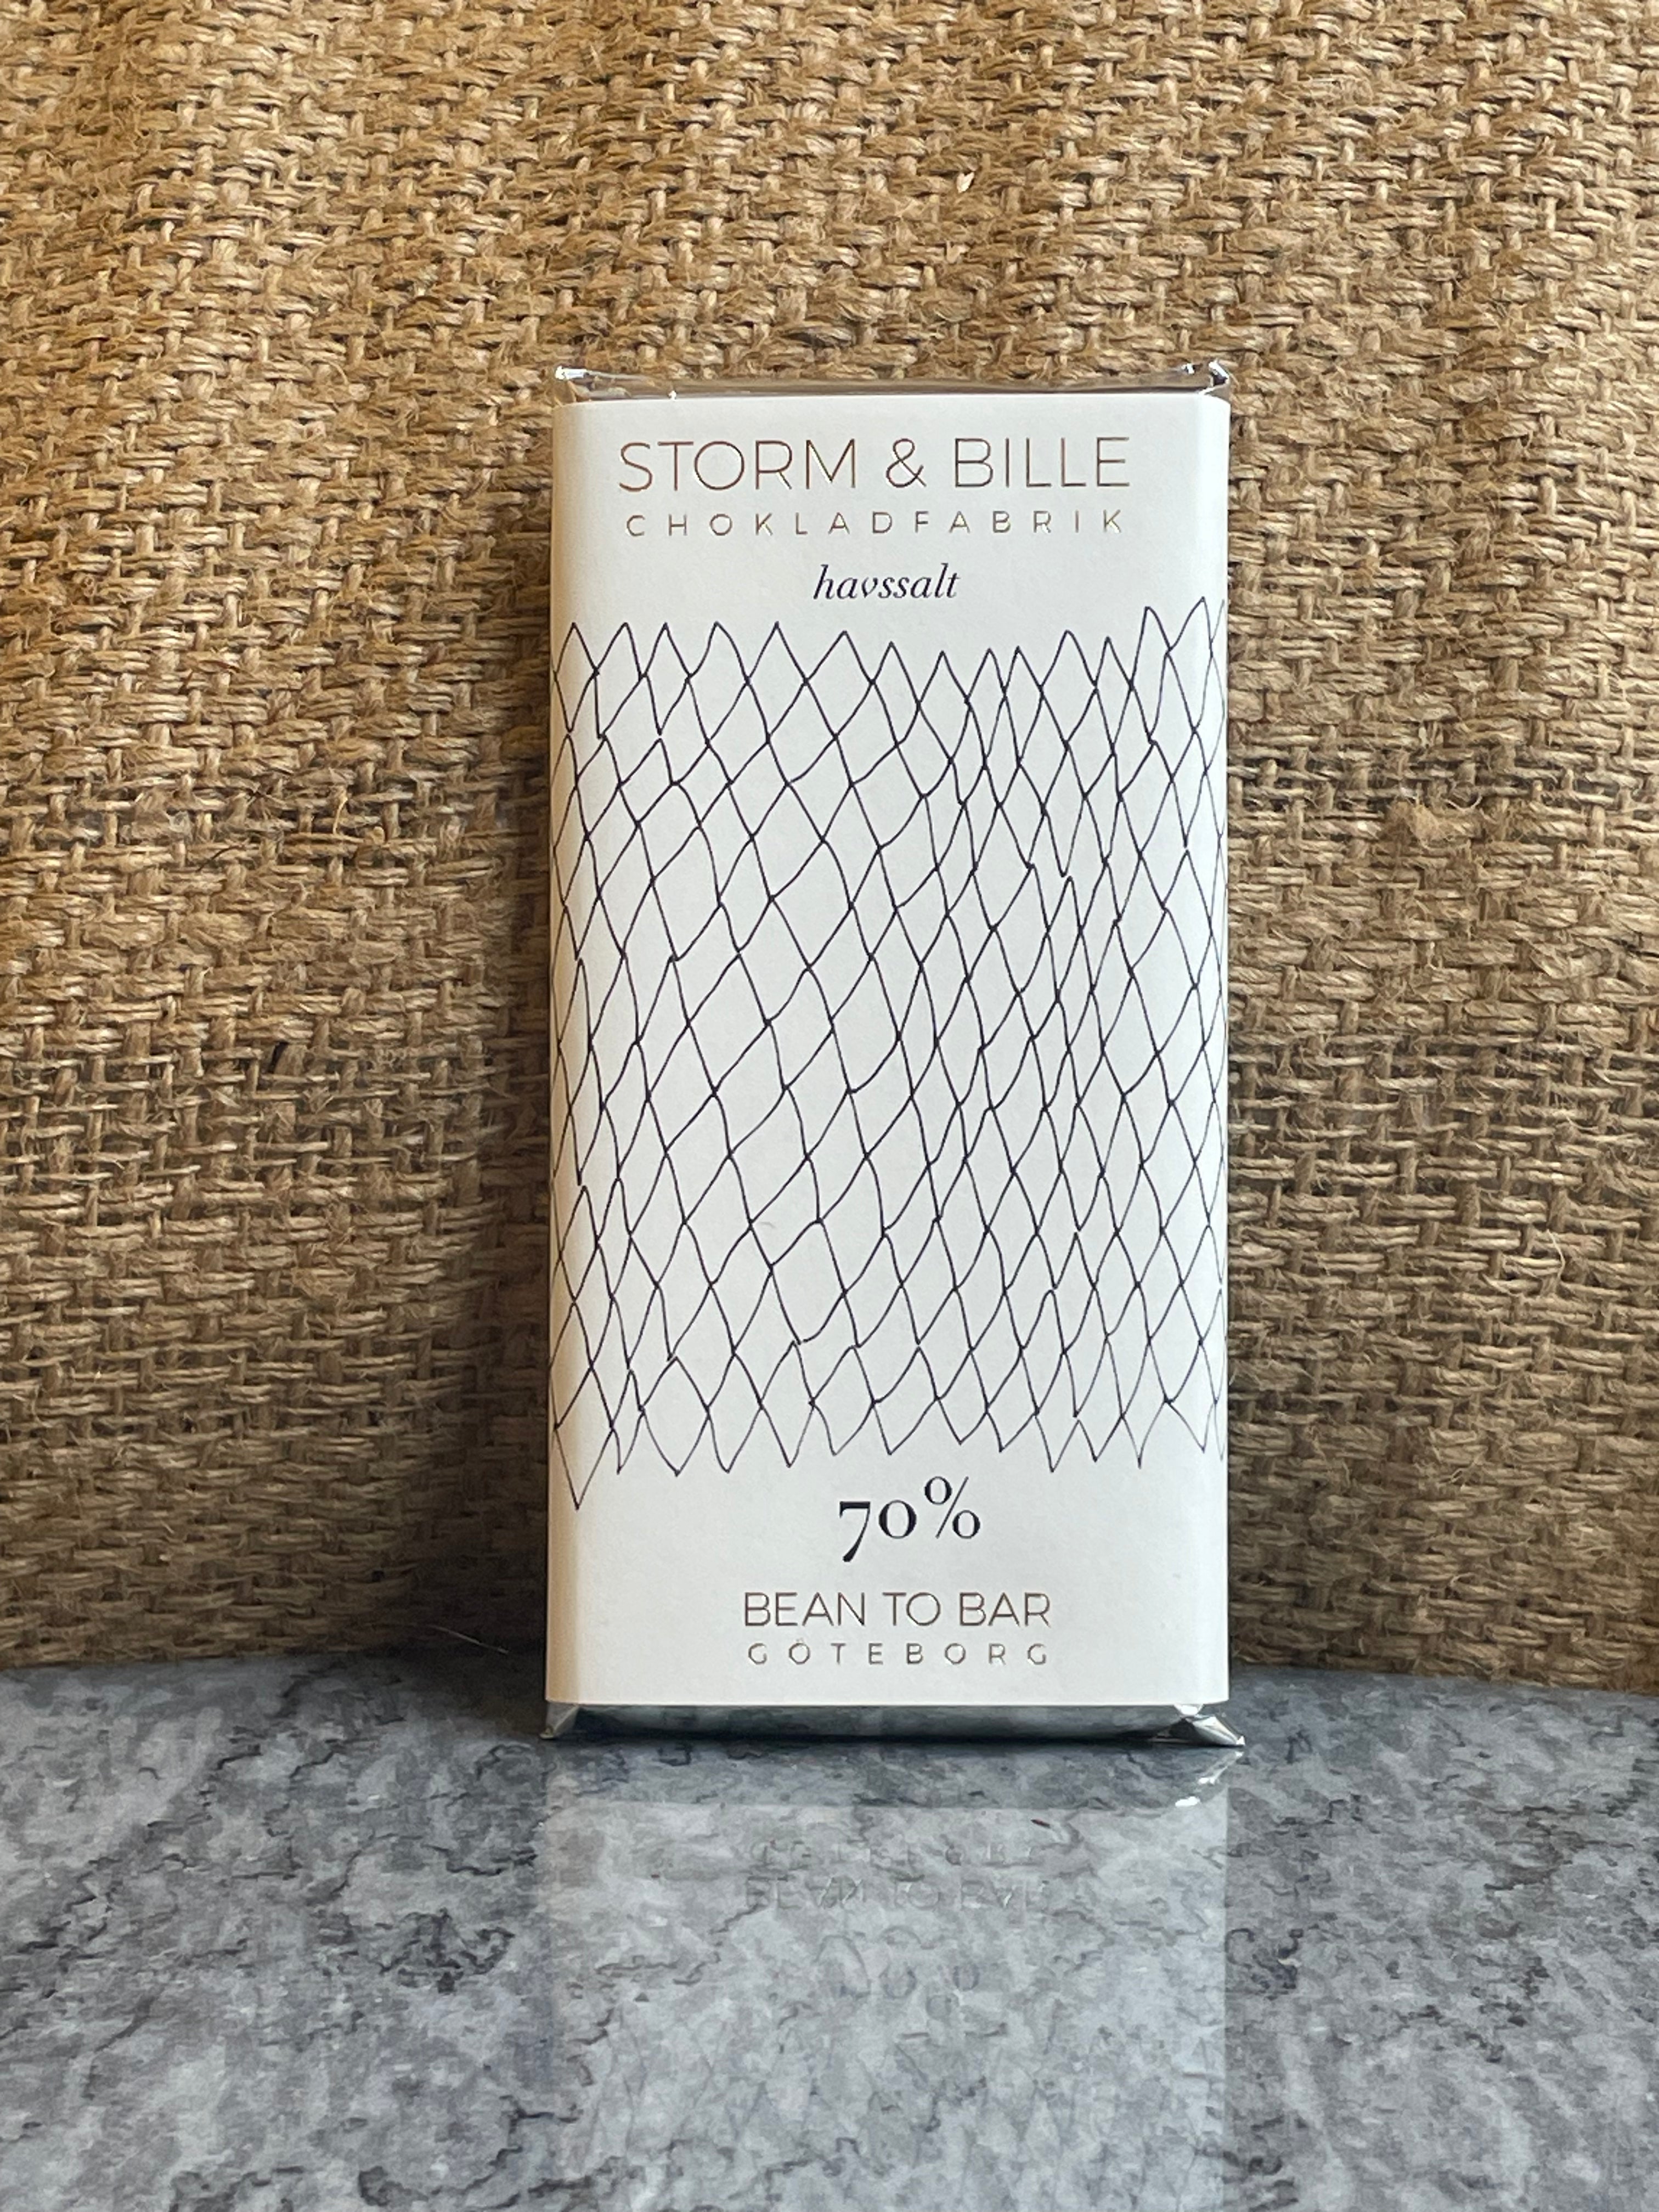 STORM & BILLE
CHOKLADFABRIK
havssalt
70%
BEAN TO BAR
GÖTEBORG